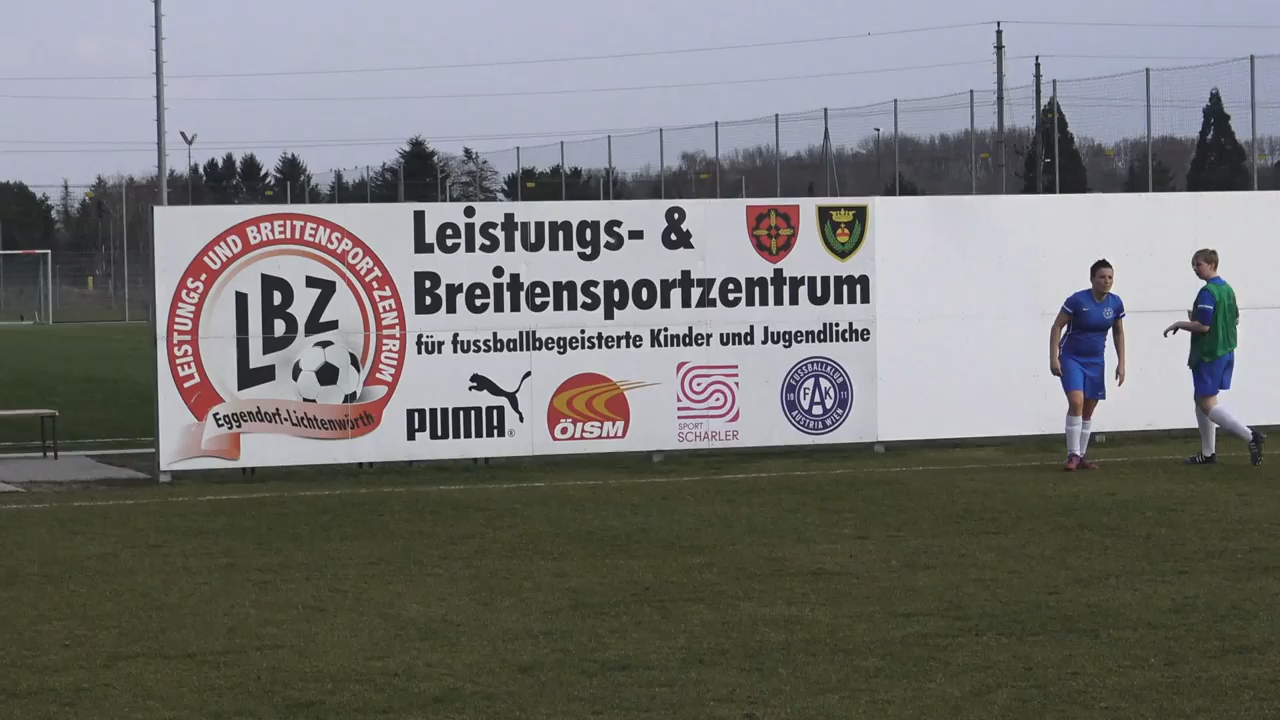 LEISTUNGS- UND BREITENSPORT-ZENTRUM
LBZ
Eggendorf-Lichtenwörth
Leistungs- &
Breitensportzentrum
für fussballbegeisterte Kinder und Jugendliche
PUMA®
ÖISM
SPORT
SCHARLER
FUSSBALLKLUB
19 FAK 11
AUSTRIA WIEN